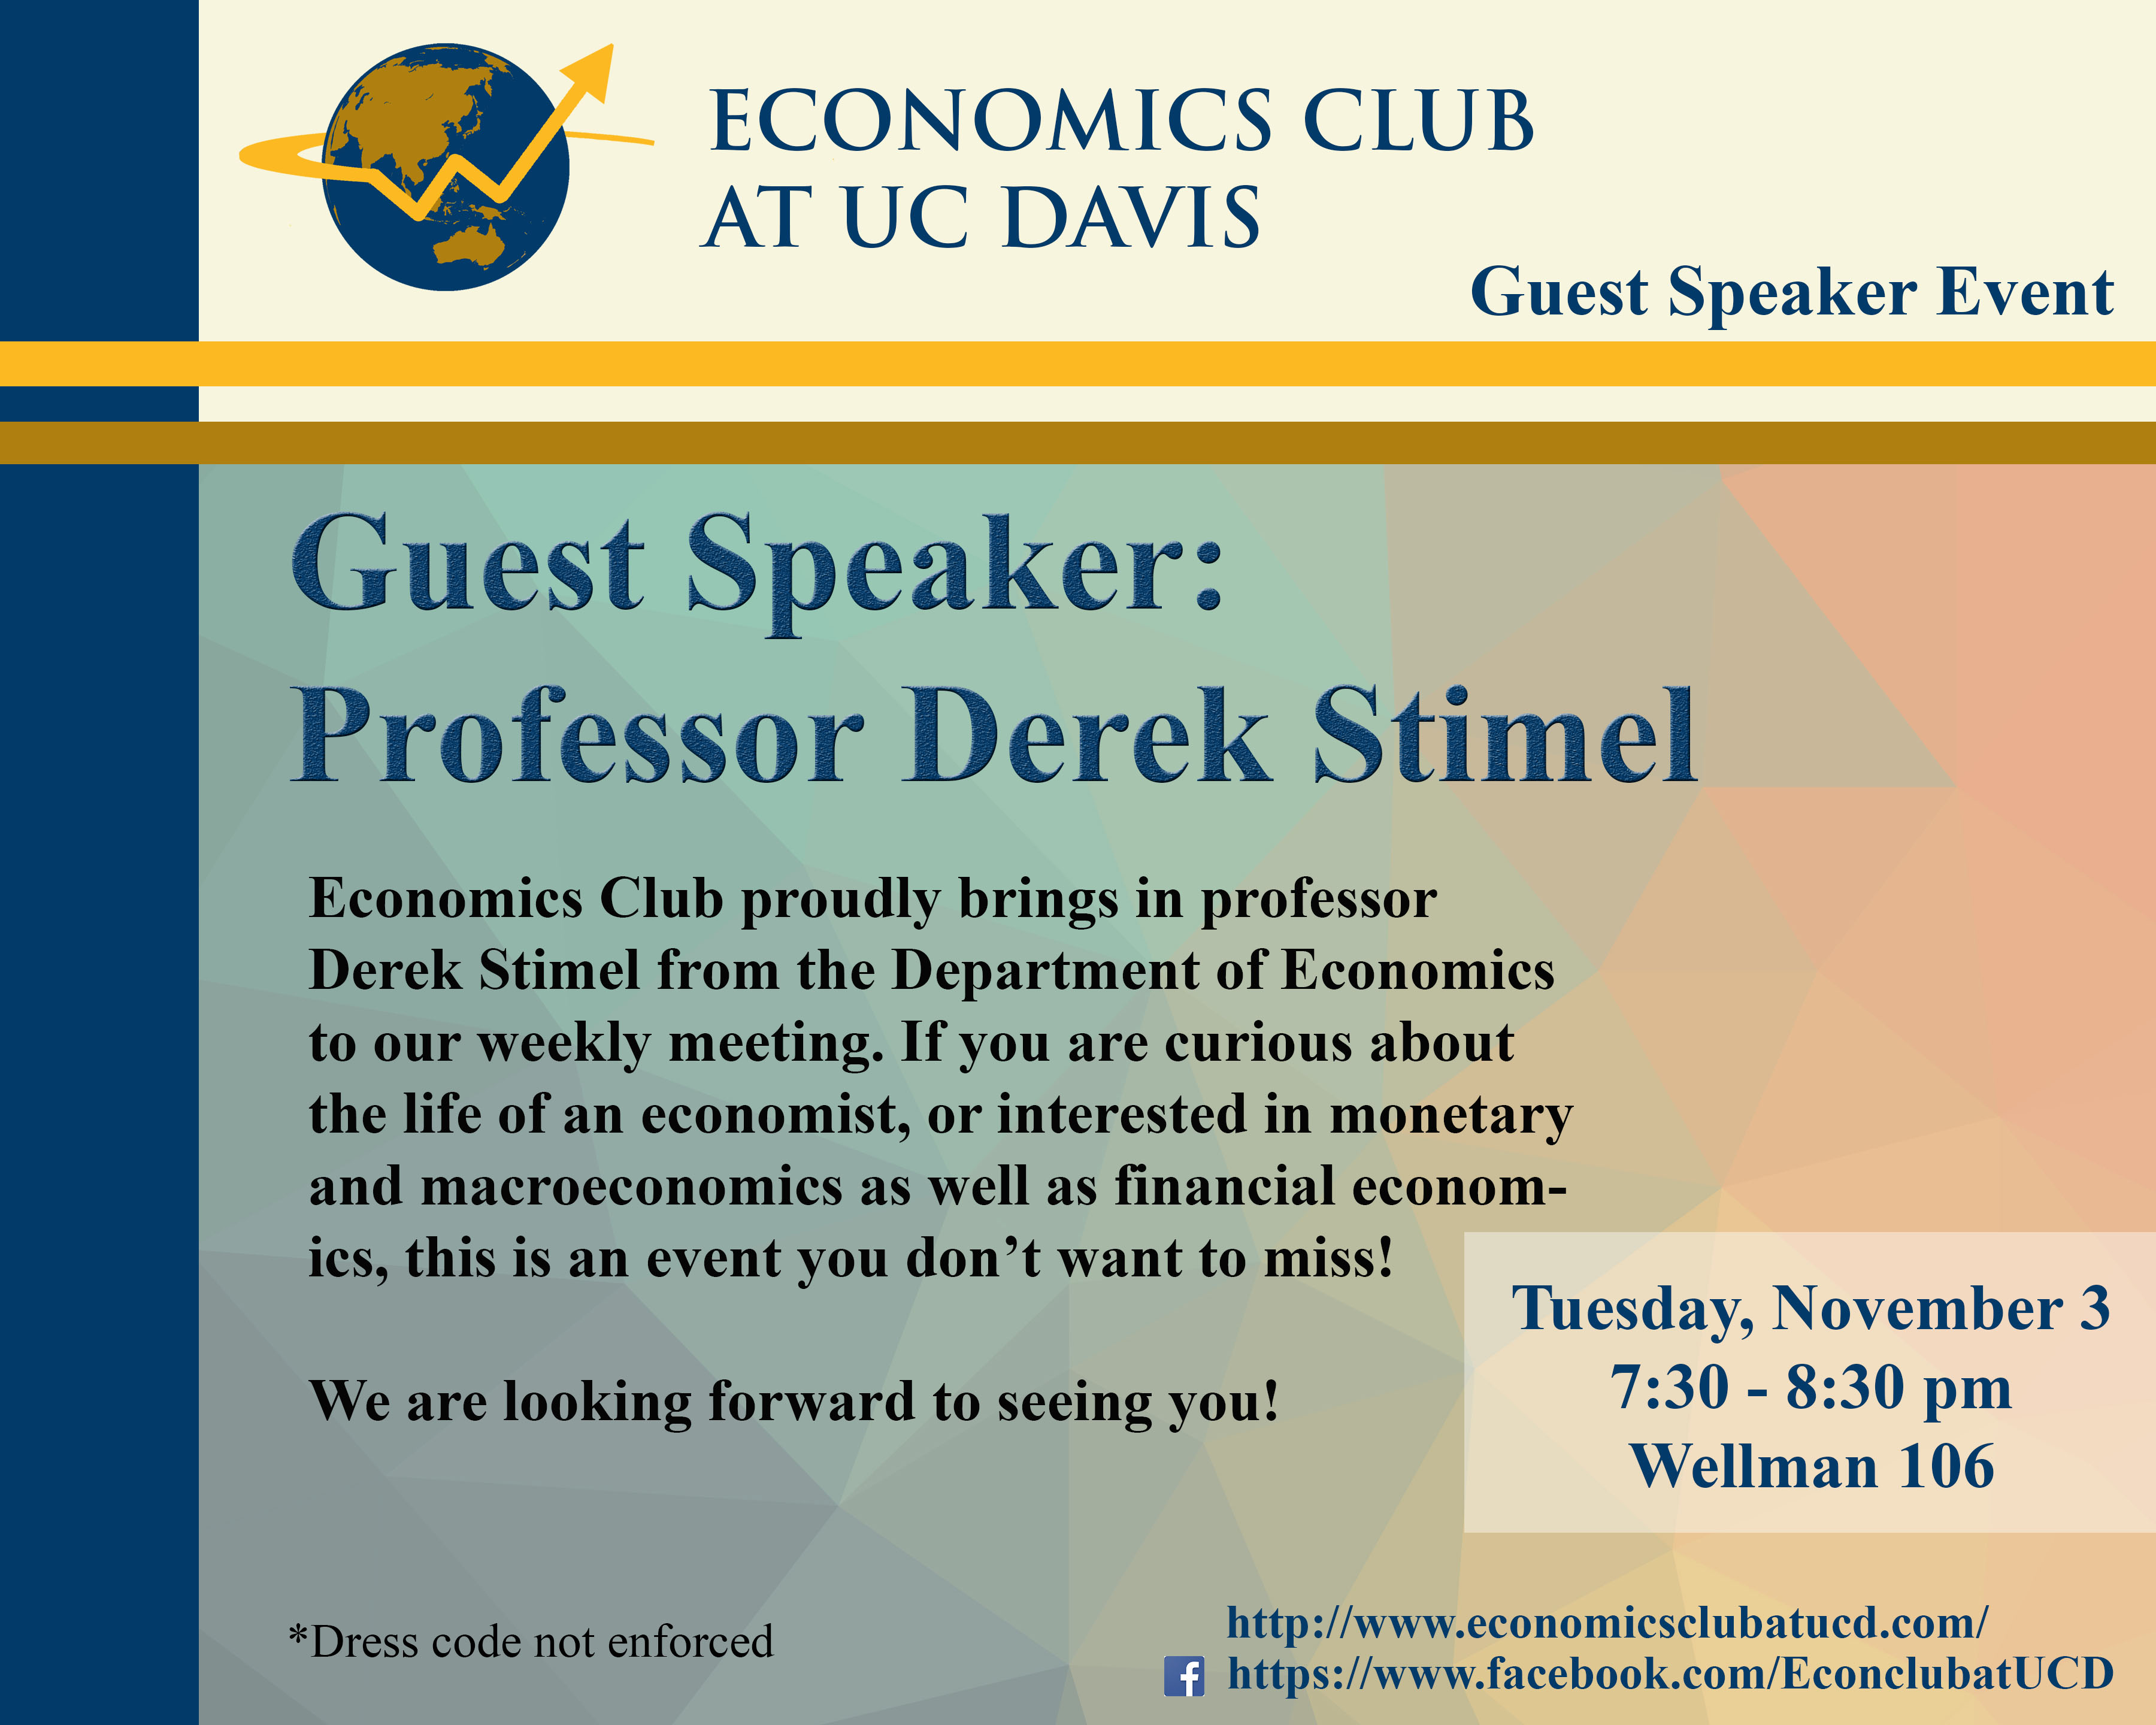 ECONOMICS CLUB
AT UC DAVIS
Guest Speaker Event
Guest Speaker:
Professor Derek Stimel
Economics Club proudly brings in professor
Derek Stimel from the Department of Economics
to our weekly meeting. If you are curious about
the life of an economist, or interested in monetary
and macroeconomics as well as financial econom-
ics, this is an event you don’t want to miss!
We are looking forward to seeing you!
Tuesday, November 3
7:30 - 8:30 pm
Wellman 106
*Dress code not enforced
http://www.economicsclubatucd.com/
f https://www.facebook.com/EconclubatUCD